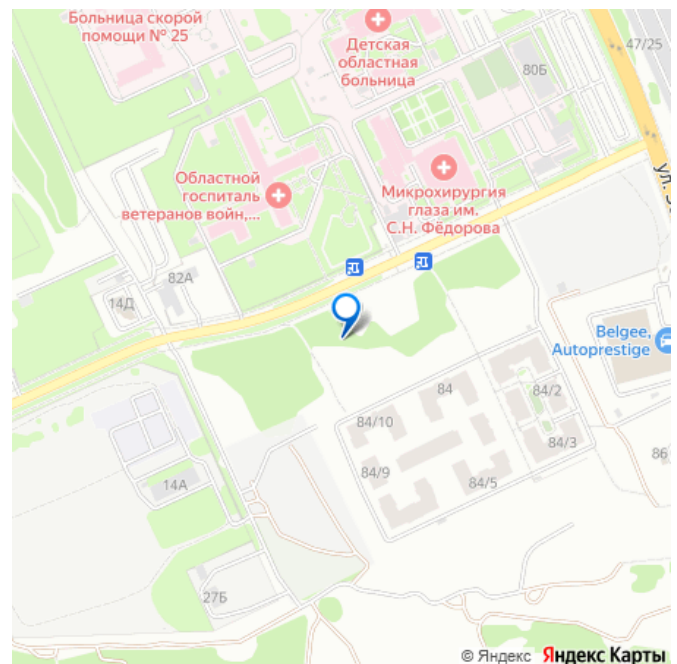 Больница скорой
помощи № 25
Детская
областная
больница
47/25
80Б
Областной
госпиталь
ветеранов войн,...
Микрохирургия
глаза им.
С.Н. Фёдорова
ул.
82А
14Д
Belgee,
Autoprestige
84
84/2
84/10
84/3
84/9
84/5
86
14А
27Б
© Яндекс Яндекс Карты